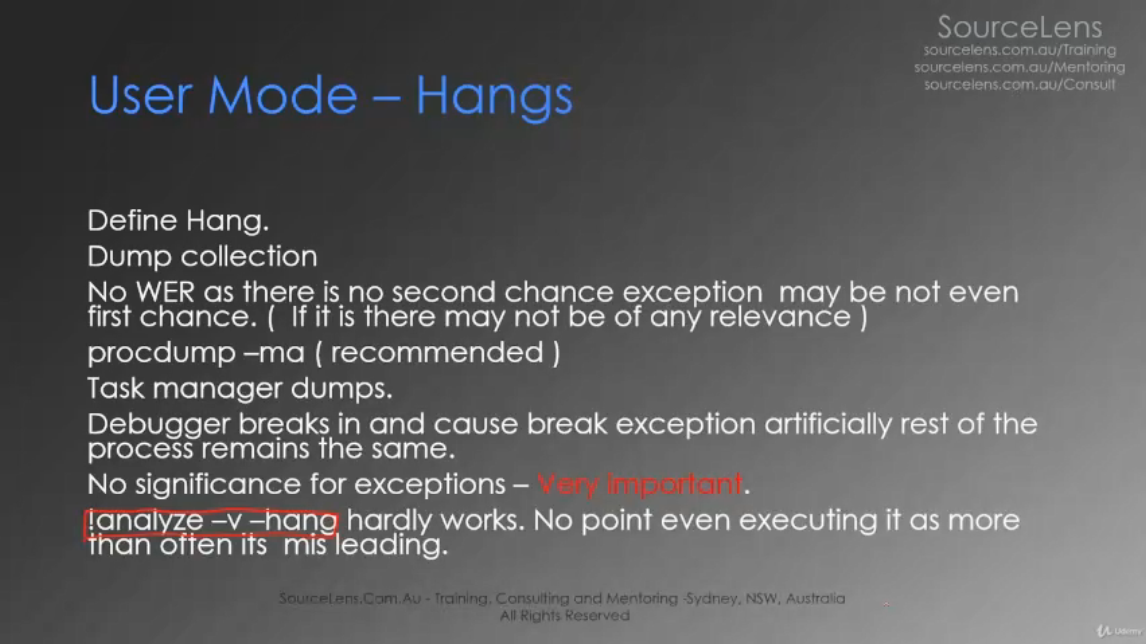 SourceLens
sourcelens.com.au/Training
sourcelens.com.au/Mentoring
sourcelens.com.au/Consult
User Mode – Hangs
Define Hang.
Dump collection
No WER as there is no second chance exception may be not even
first chance. ( If it is there may not be of any relevance )
procdump –ma ( recommended )
Task manager dumps.
Debugger breaks in and cause break exception artificially rest of the
process remains the same.
No significance for exceptions – Very important.
!analyze –v –hang hardly works. No point even executing it as more
than often its mis leading.
SourceLens.Com.Au - Training, Consulting and Mentoring -Sydney, NSW, Australia
All Rights Reserved
Udemy